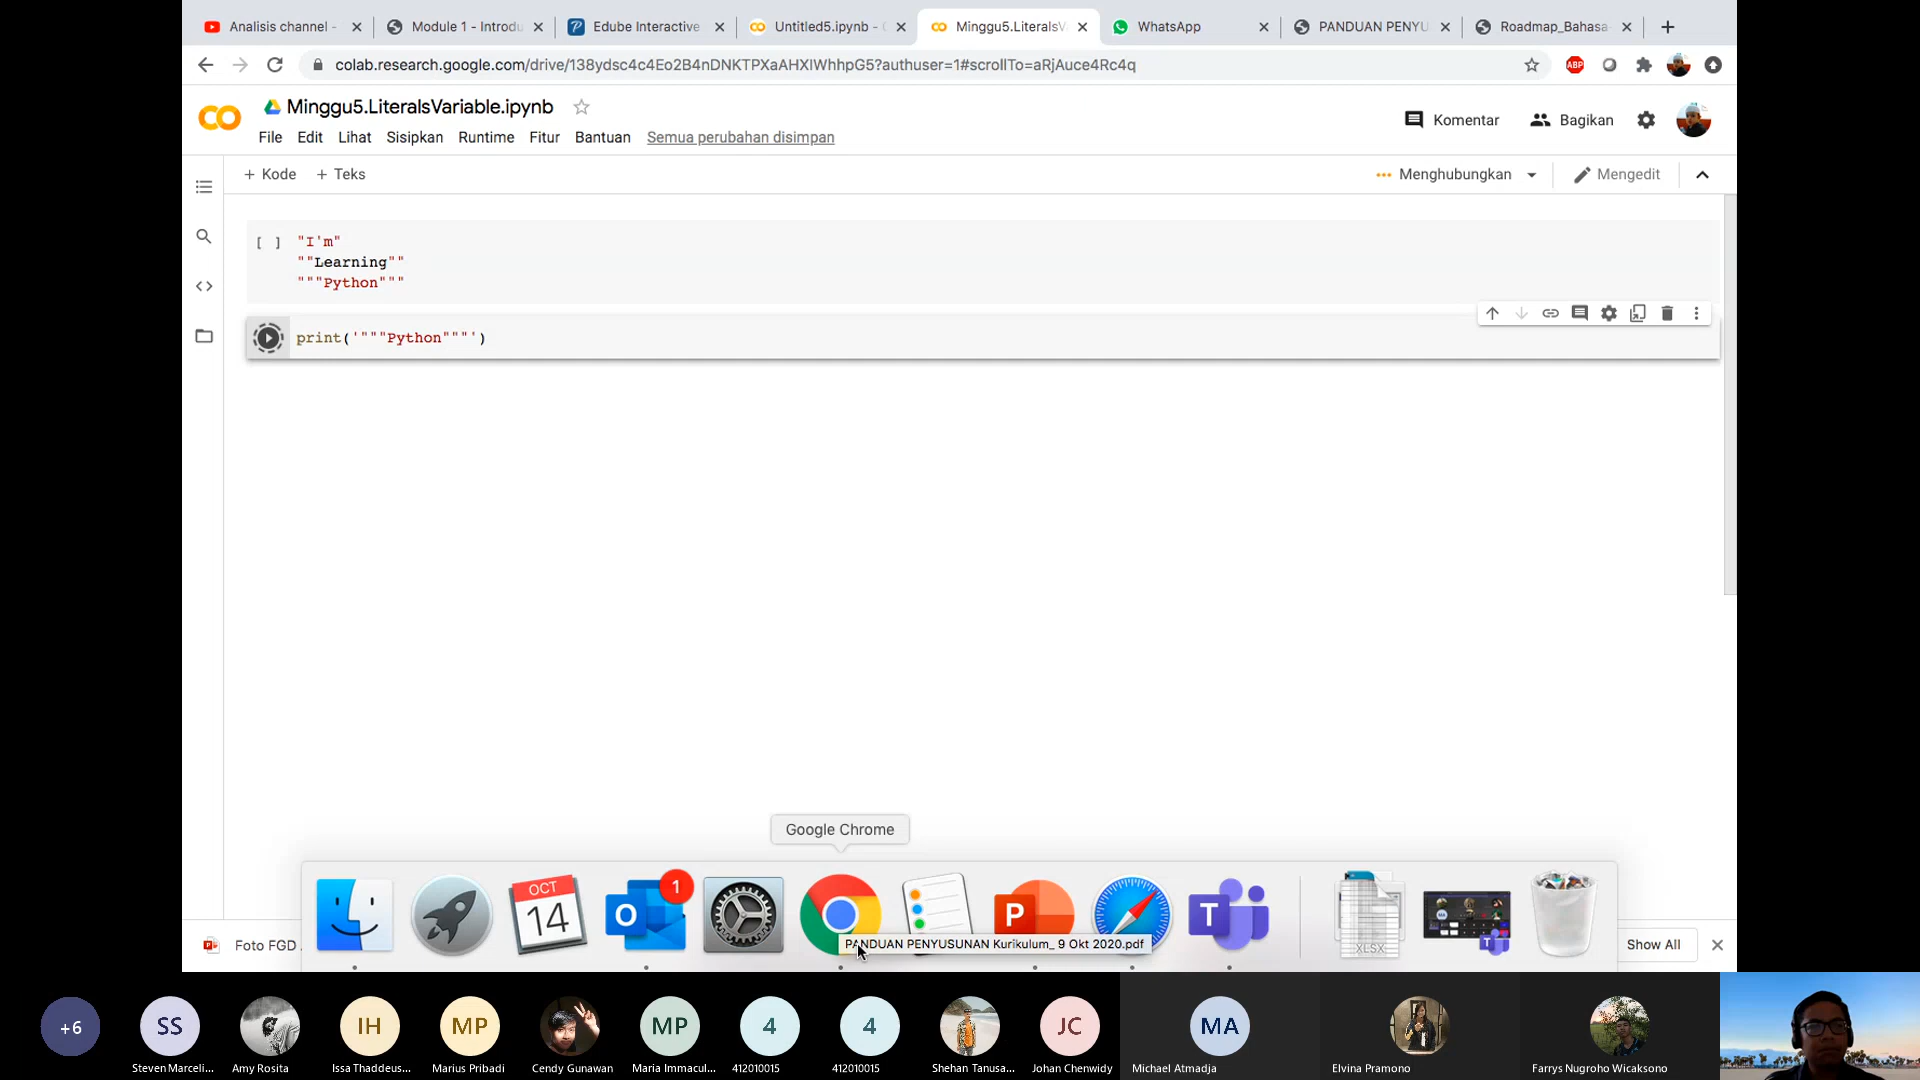 Analisis channel -
Module 1 - Introdu
Edube Interactive
Untitled5.ipynb -
Minggu5.LiteralsVa
WhatsApp
PANDUAN PENYU
Roadmap_Bahasa
colab.research.google.com/drive/138ydsc4c4Eo2B4nDNKTPXaAHXIWhhpG5?authuser=1#scrollTo=aRjAuce4Rc4q
ABP
Minggu5.LiteralsVariable.ipynb
File Edit Lihat Sisipkan Runtime Fitur Bantuan Semua perubahan disimpan
Komentar
Bagikan
+ Kode + Teks
Menghubungkan
Mengedit
[ ] "I'm"
""Learning""
"""Python"""
print('"""Python"""')
Google Chrome
OCT
14
O
1
P
T
XLSX
PANDUAN PENYUSUNAN Kurikulum_ 9 Okt 2020.pdf
Foto FGD
Show All
+6
SS
IH
MP
MP
4
4
JC
MA
Steven Marceli...
Amy Rosita
Issa Thaddeus...
Marius Pribadi
Cendy Gunawan
Maria Immacul...
412010015
412010015
Shehan Tanusa...
Johan Chenwidy
Michael Atmadja
Elvina Pramono
Farrys Nugroho Wicaksono